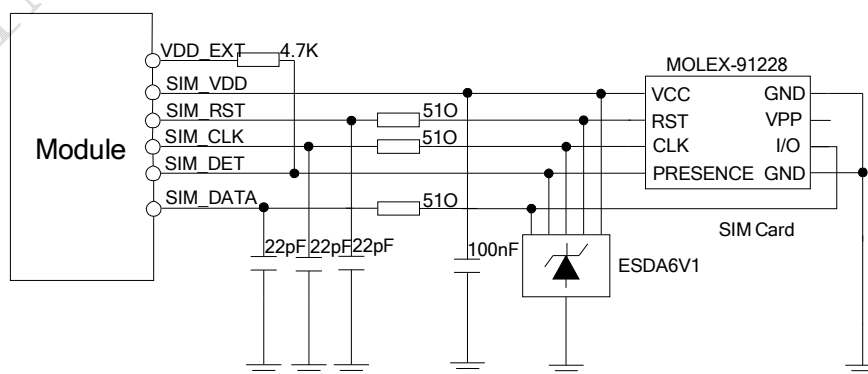 VDD_EXT 4.7K
SIM_VDD
SIM_RST 51O
SIM_CLK 51O
SIM_DET
SIM_DATA 51O
Module
MOLEX-91228
VCC GND
RST VPP
CLK I/O
PRESENCE GND
SIM Card
22pF 22pF 22pF 100nF
ESDA6V1